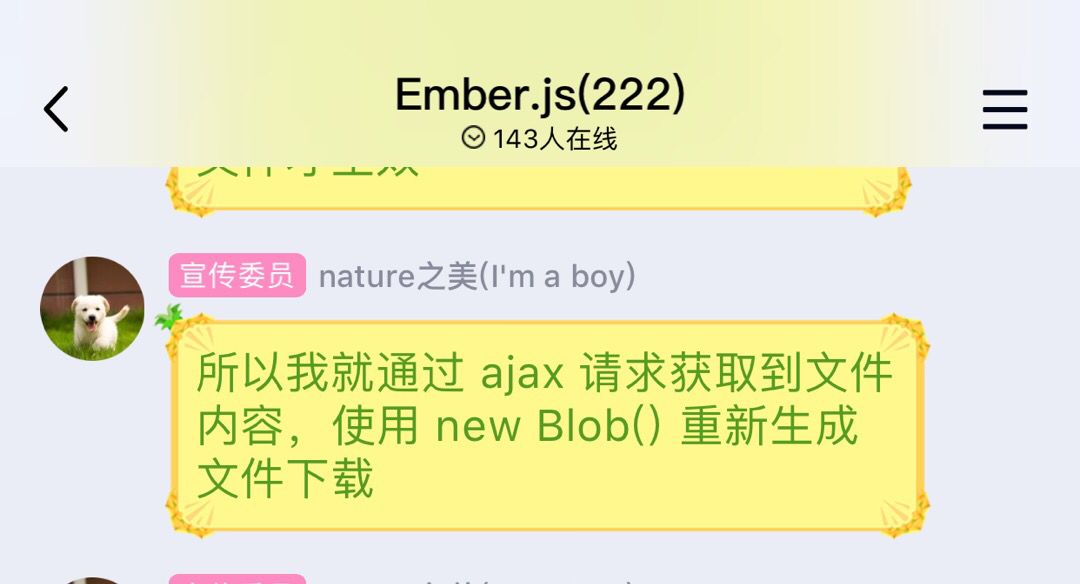 Ember.js(222)
143人在线
宣传委员 nature之美(I'm a boy)
所以我就通过 ajax 请求获取到文件
内容，使用 new Blob() 重新生成
文件下载